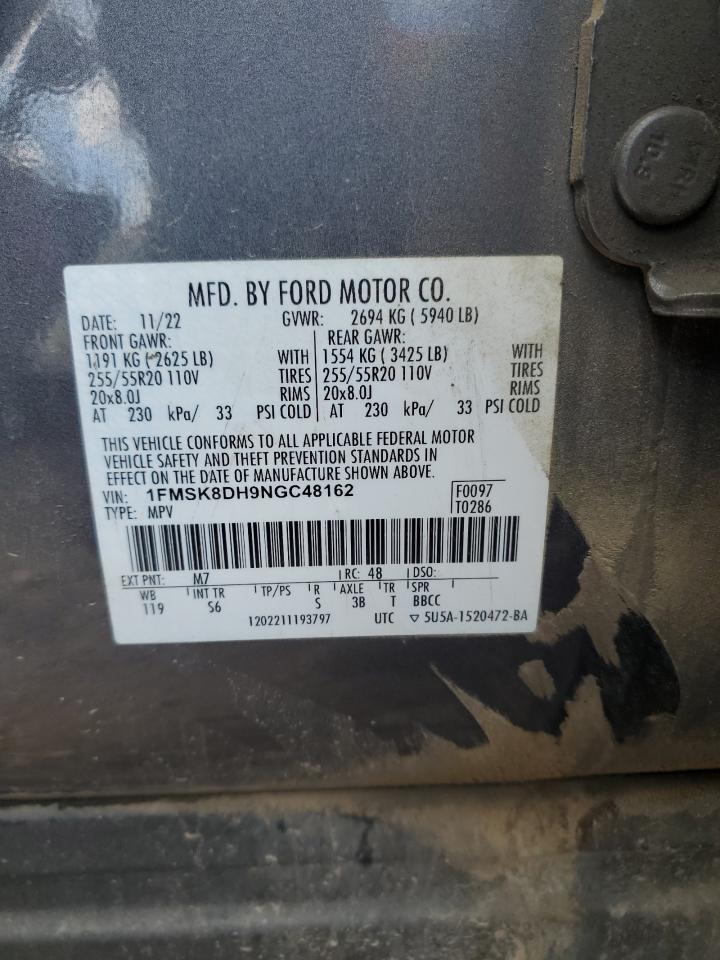 MFD. BY FORD MOTOR CO.
DATE: 11/22 GVWR: 2694 KG ( 5940 LB)
FRONT GAWR: REAR GAWR:
1191 KG ( 2625 LB) WITH 1554 KG ( 3425 LB) WITH
255/55R20 110V TIRES 255/55R20 110V TIRES
20x8.0J RIMS 20x8.0J RIMS
AT 230 kPa/ 33 PSI COLD AT 230 kPa/ 33 PSI COLD
THIS VEHICLE CONFORMS TO ALL APPLICABLE FEDERAL MOTOR
VEHICLE SAFETY AND THEFT PREVENTION STANDARDS IN
EFFECT ON THE DATE OF MANUFACTURE SHOWN ABOVE.
VIN: 1FMSK8DH9NGC48162 F0097
TYPE: MPV T0286
EXT PNT: M7 RC: 48 DSO:
WB INT TR TP/PS R AXLE TR SPR
119 S6 S 3B T BBCC
1202211193797 UTC ▽ 5U5A-1520472-BA
10.9